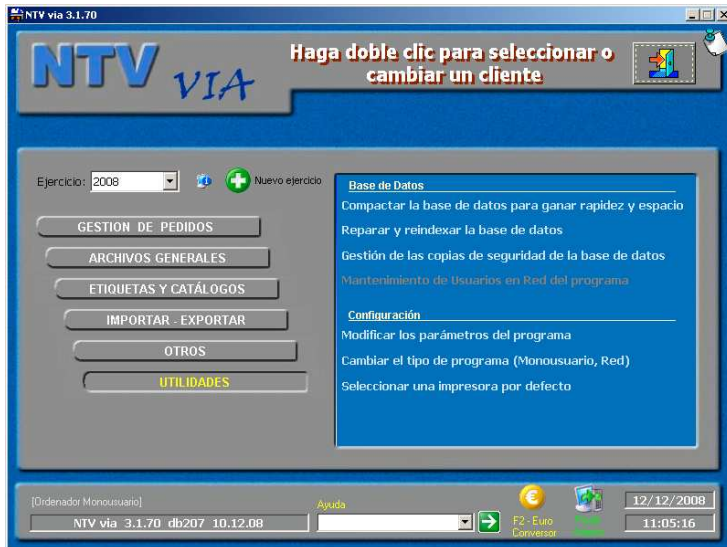 NTV via 3.1.70
NTV VIA
Haga doble clic para seleccionar o
cambiar un cliente
Ejercicio: 2008
Nuevo ejercicio
GESTION DE PEDIDOS
ARCHIVOS GENERALES
ETIQUETAS Y CATÁLOGOS
IMPORTAR - EXPORTAR
OTROS
UTILIDADES
Base de Datos
Compactar la base de datos para ganar rapidez y espacio
Reparar y reindexar la base de datos
Gestión de las copias de seguridad de la base de datos
Mantenimiento de Usuarios en Red del programa
Configuración
Modificar los parámetros del programa
Cambiar el tipo de programa (Monousuario, Red)
Seleccionar una impresora por defecto
[Ordenador Monousuario]
NTV via 3.1.70 db207 10.12.08
Ayuda
F2 - Euro
Conversor
12/12/2008
11:05:16